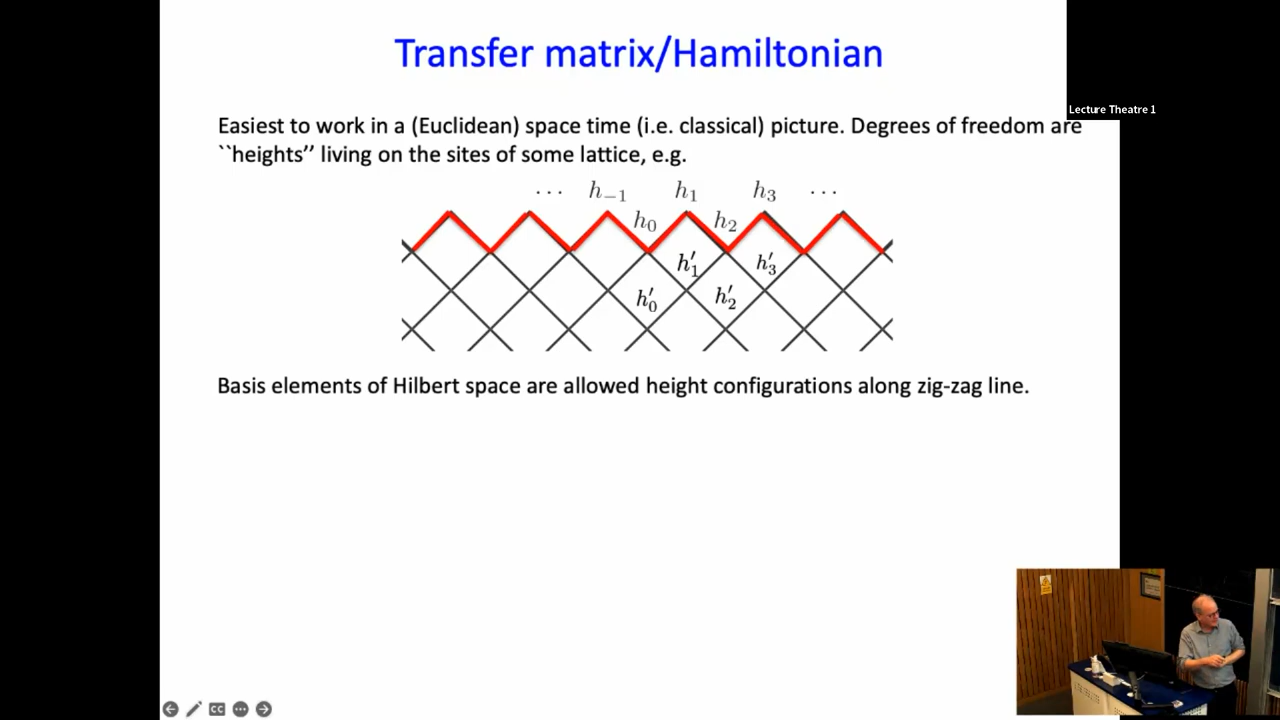 Transfer matrix/Hamiltonian
Lecture Theatre 1
Easiest to work in a (Euclidean) space time (i.e. classical) picture. Degrees of freedom are
``heights'' living on the sites of some lattice, e.g.
⋯ h₋₁ h₁ h₃ ⋯
h₀ h₂
h′₁ h′₃
h′₀ h′₂
Basis elements of Hilbert space are allowed height configurations along zig-zag line.
CC